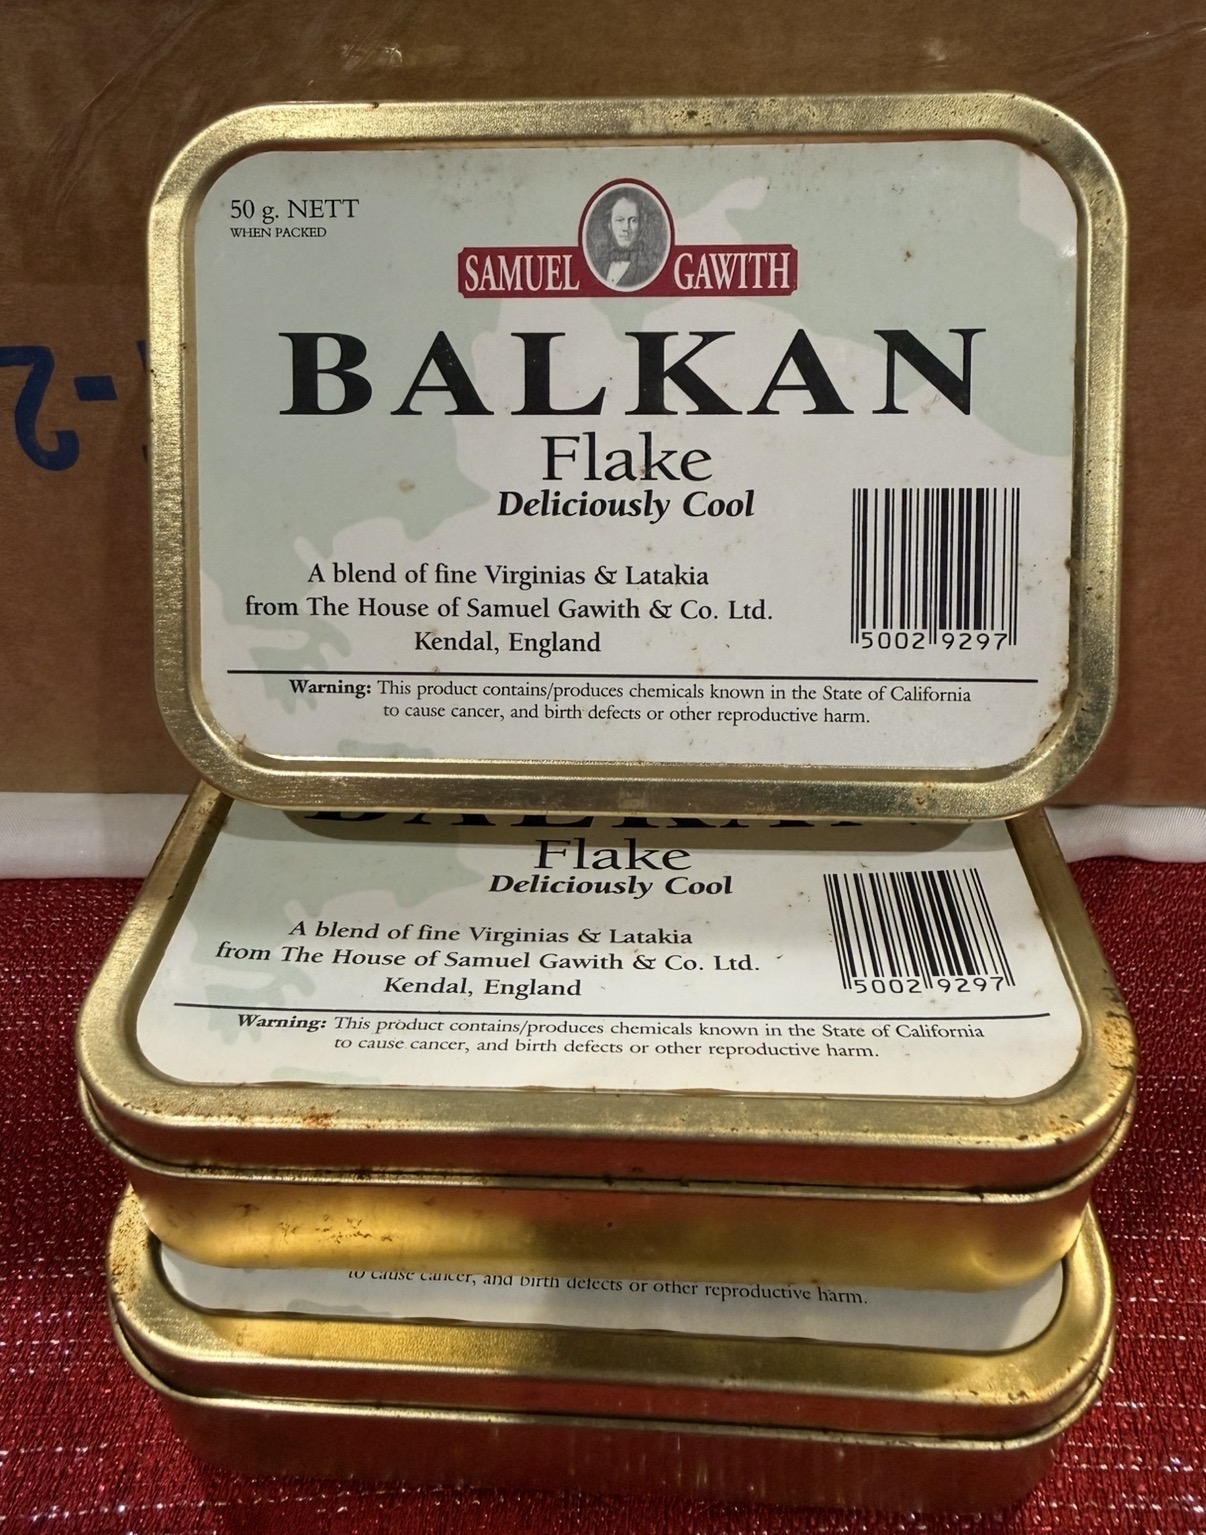 50 g. NETT
WHEN PACKED
SAMUEL GAWITH
BALKAN
Flake
Deliciously Cool
A blend of fine Virginias & Latakia
from The House of Samuel Gawith & Co. Ltd.
Kendal, England
5002 9297
Warning: This product contains/produces chemicals known in the State of California
to cause cancer, and birth defects or other reproductive harm.
BALKAN
Flake
Deliciously Cool
A blend of fine Virginias & Latakia
from The House of Samuel Gawith & Co. Ltd.
Kendal, England
5002 9297
Warning: This product contains/produces chemicals known in the State of California
to cause cancer, and birth defects or other reproductive harm.
to cause cancer, and birth defects or other reproductive harm.